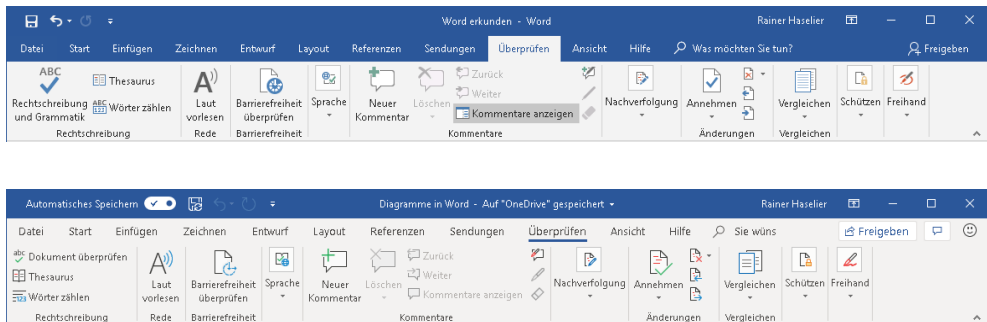 Word erkunden - Word Rainer Haselier
Datei Start Einfügen Zeichnen Entwurf Layout Referenzen Sendungen Überprüfen Ansicht Hilfe Was möchten Sie tun? Freigeben
ABC Thesaurus Zurück
Weiter
Rechtschreibung ABC 123 Wörter zählen Laut Barrierefreiheit Sprache Neuer Löschen Nachverfolgung Annehmen Vergleichen Schützen Freihand
und Grammatik vorlesen überprüfen Kommentar Kommentare anzeigen
Rechtschreibung Rede Barrierefreiheit Kommentare Änderungen Vergleichen
Automatisches Speichern Diagramme in Word - Auf "OneDrive" gespeichert Rainer Haselier
Datei Start Einfügen Zeichnen Entwurf Layout Referenzen Sendungen Überprüfen Ansicht Hilfe Sie wüns Freigeben
abc Dokument überprüfen A Zurück
Thesaurus Laut Barrierefreiheit Sprache Neuer Löschen Weiter Nachverfolgung Annehmen Vergleichen Schützen Freihand
123 Wörter zählen vorlesen überprüfen Kommentar Kommentare anzeigen
Rechtschreibung Rede Barrierefreiheit Kommentare Änderungen Vergleichen